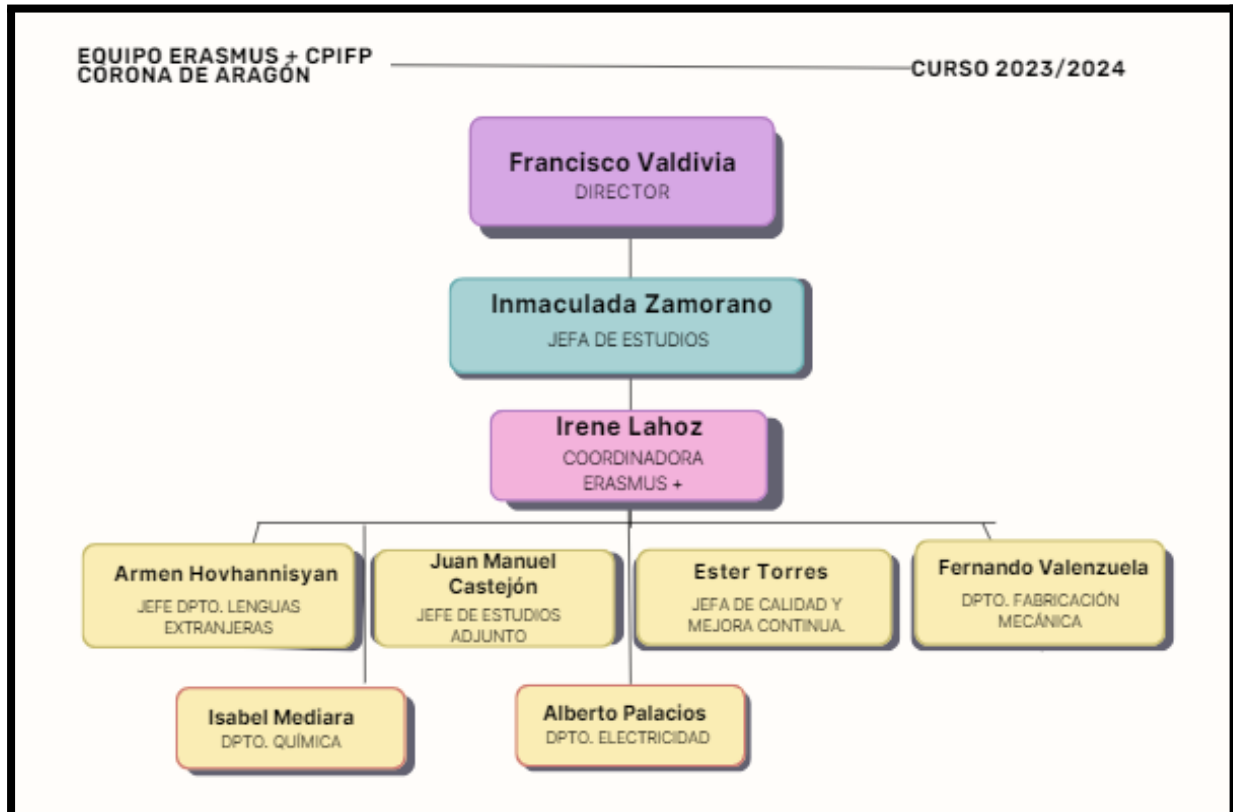 EQUIPO ERASMUS + CPIFP
CORONA DE ARAGÓN
CURSO 2023/2024
Francisco Valdivia
DIRECTOR
Inmaculada Zamorano
JEFA DE ESTUDIOS
Irene Lahoz
COORDINADORA
ERASMUS +
Armen Hovhannisyan
JEFE DPTO. LENGUAS
EXTRANJERAS
Juan Manuel
Castejón
JEFE DE ESTUDIOS
ADJUNTO
Ester Torres
JEFA DE CALIDAD Y
MEJORA CONTINUA.
Fernando Valenzuela
DPTO. FABRICACIÓN
MECÁNICA
Isabel Mediara
DPTO. QUÍMICA
Alberto Palacios
DPTO. ELECTRICIDAD